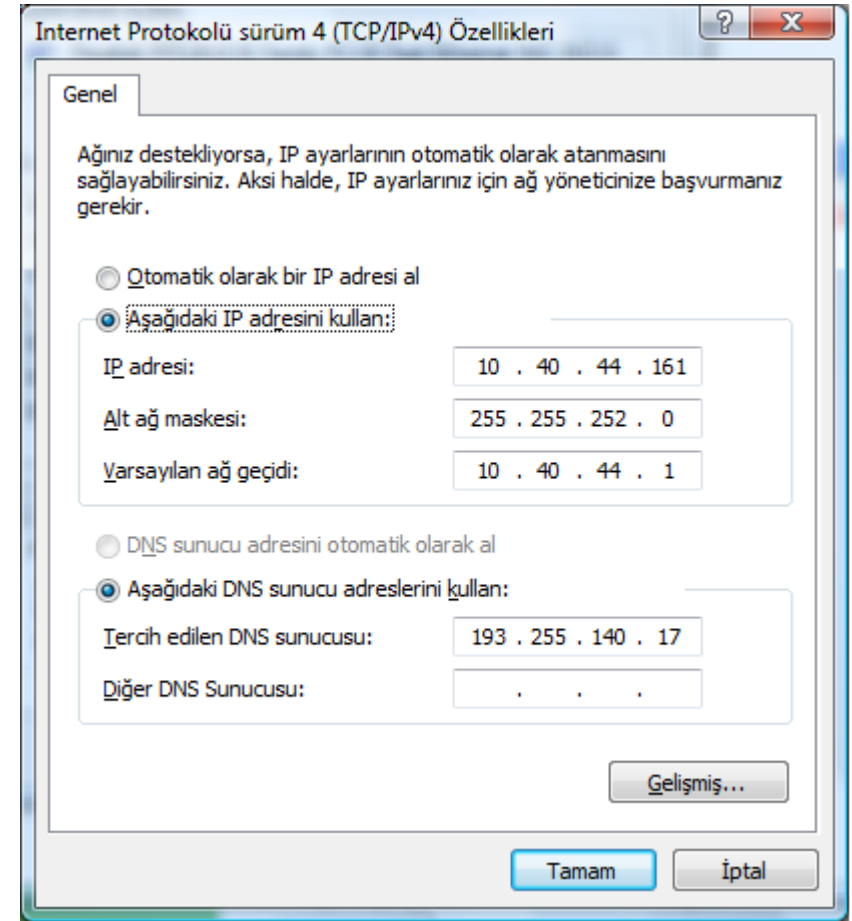 Internet Protokolü sürüm 4 (TCP/IPv4) Özellikleri
Genel
Ağınız destekliyorsa, IP ayarlarının otomatik olarak atanmasını
sağlayabilirsiniz. Aksi halde, IP ayarlarınız için ağ yöneticinize başvurmanız
gerekir.
Otomatik olarak bir IP adresi al
Aşağıdaki IP adresini kullan:
IP adresi: 10 . 40 . 44 . 161
Alt ağ maskesi: 255 . 255 . 252 . 0
Varsayılan ağ geçidi: 10 . 40 . 44 . 1
DNS sunucu adresini otomatik olarak al
Aşağıdaki DNS sunucu adreslerini kullan:
Tercih edilen DNS sunucusu: 193 . 255 . 140 . 17
Diğer DNS Sunucusu: . . .
Gelişmiş...
Tamam İptal